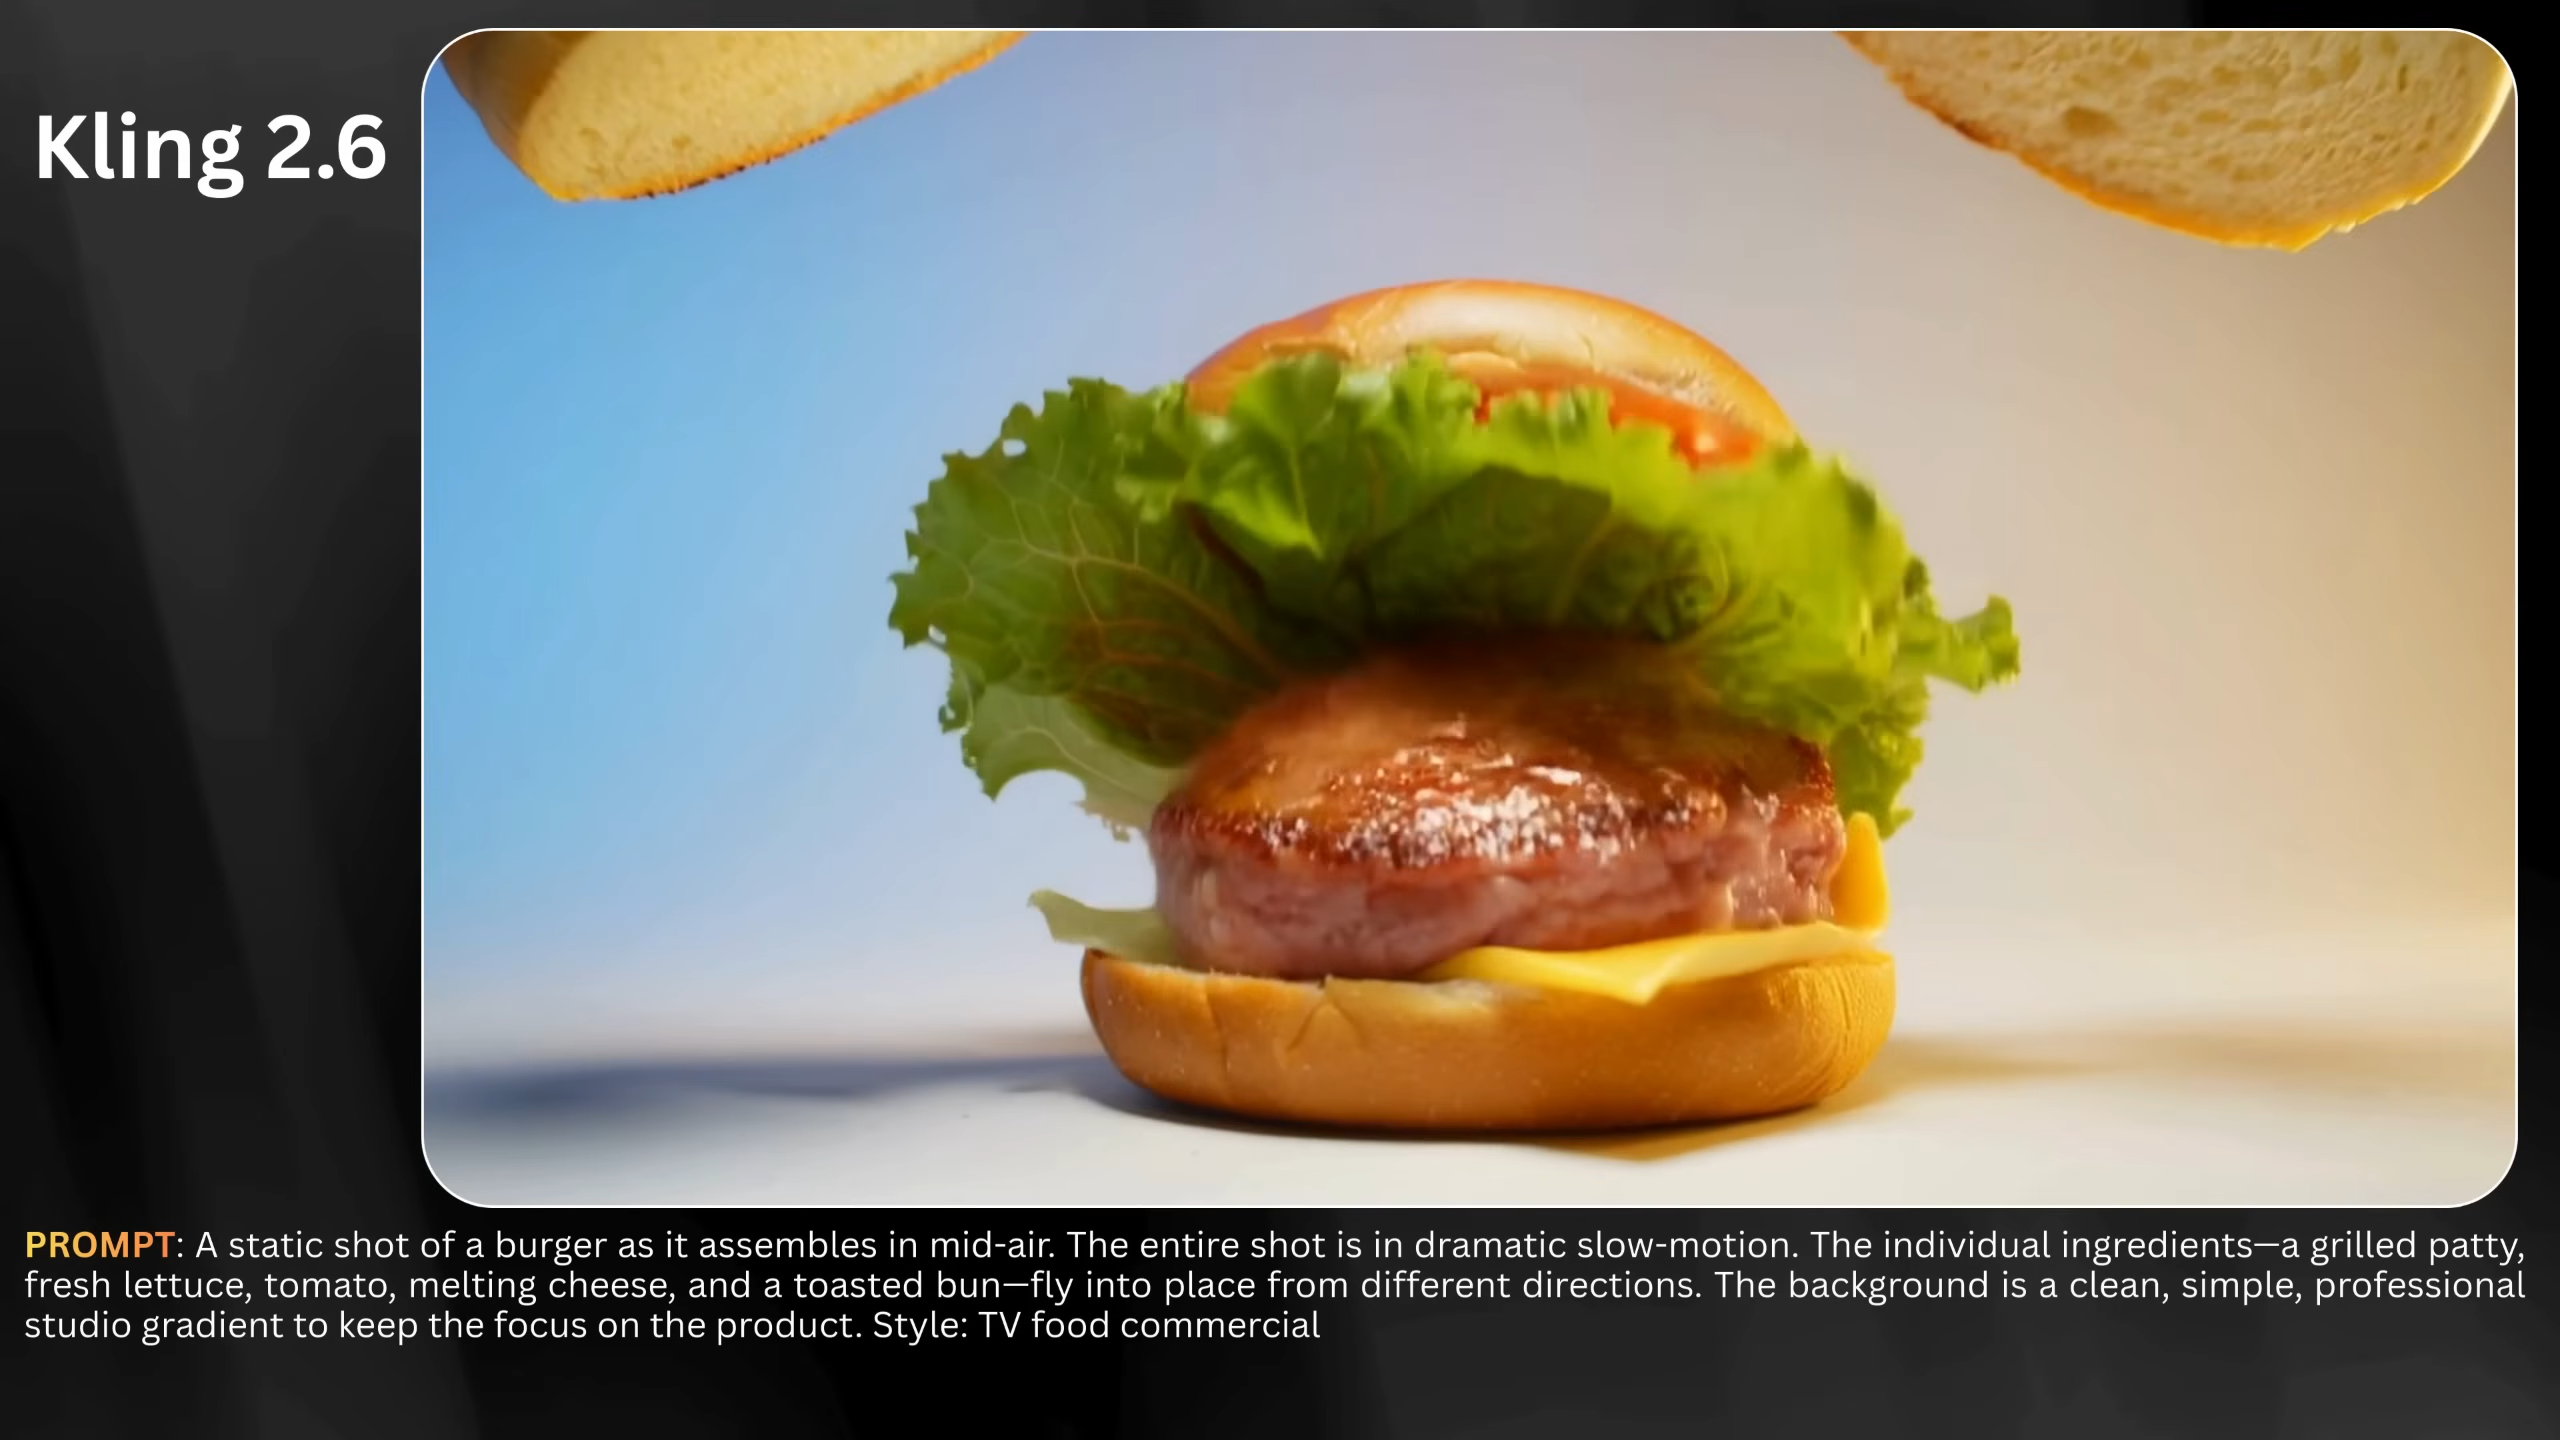 Kling 2.6
PROMPT: A static shot of a burger as it assembles in mid-air. The entire shot is in dramatic slow-motion. The individual ingredients—a grilled patty,
fresh lettuce, tomato, melting cheese, and a toasted bun—fly into place from different directions. The background is a clean, simple, professional
studio gradient to keep the focus on the product. Style: TV food commercial